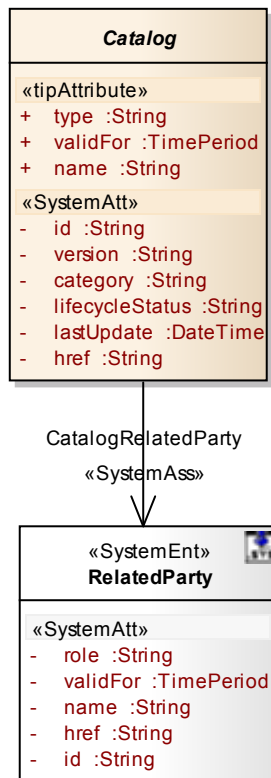 Catalog
«tipAttribute»
+ type :String
+ validFor :TimePeriod
+ name :String
«SystemAtt»
- id :String
- version :String
- category :String
- lifecycleStatus :String
- lastUpdate :DateTime
- href :String
CatalogRelatedParty
«SystemAss»
«SystemEnt»
RelatedParty
«SystemAtt»
- role :String
- validFor :TimePeriod
- name :String
- href :String
- id :String